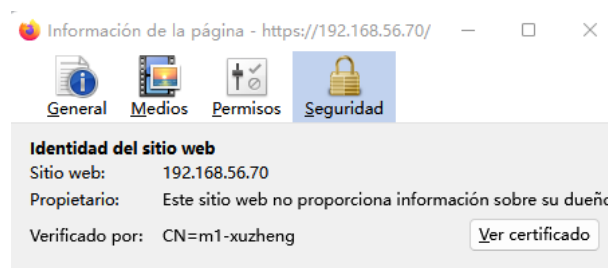 Información de la página - https://192.168.56.70/
General Medios Permisos Seguridad
Identidad del sitio web
Sitio web: 192.168.56.70
Propietario: Este sitio web no proporciona información sobre su dueño
Verificado por: CN=m1-xuzheng Ver certificado